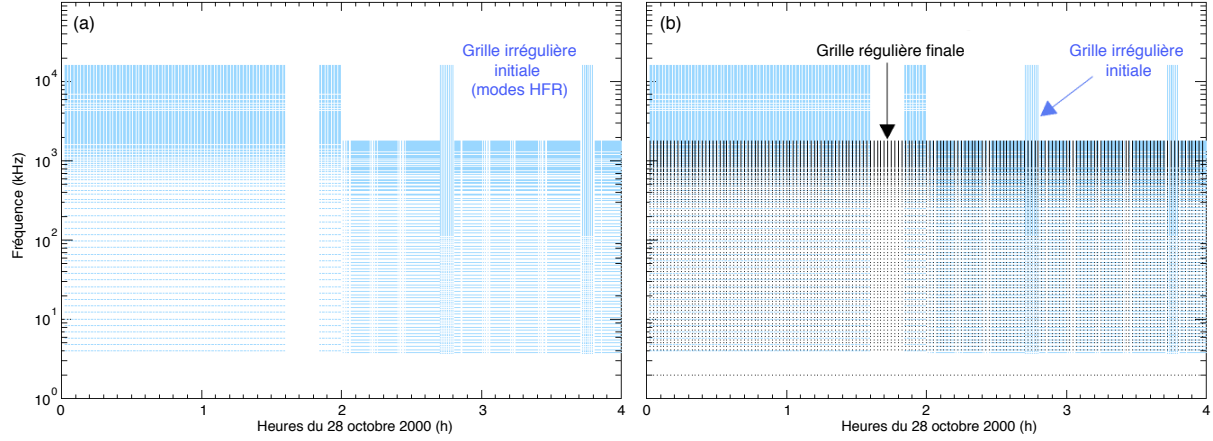 (a)
Grille irrégulière
initiale
(modes HFR)
Fréquence (kHz)
10^4
10^3
10^2
10^1
10^0
0
1
2
3
4
Heures du 28 octobre 2000 (h)
(b)
Grille régulière finale
Grille irrégulière
initiale
0
1
2
3
4
Heures du 28 octobre 2000 (h)